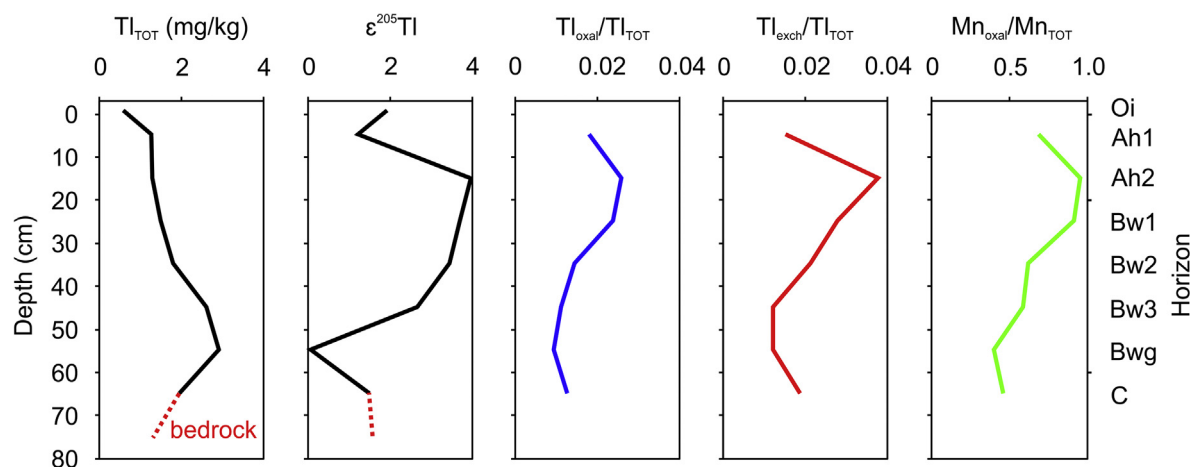 Tl_TOT (mg/kg) ε²⁰⁵Tl Tl_oxal/Tl_TOT Tl_exch/Tl_TOT Mn_oxal/Mn_TOT
0 2 4 0 2 4 0 0.02 0.04 0 0.02 0.04 0 0.5 1.0
0 Oi
Ah1
10
Ah2
20
Bw1
30
Bw2
40
Bw3
50
Bwg
60
C
70
bedrock
80
Depth (cm)
Horizon